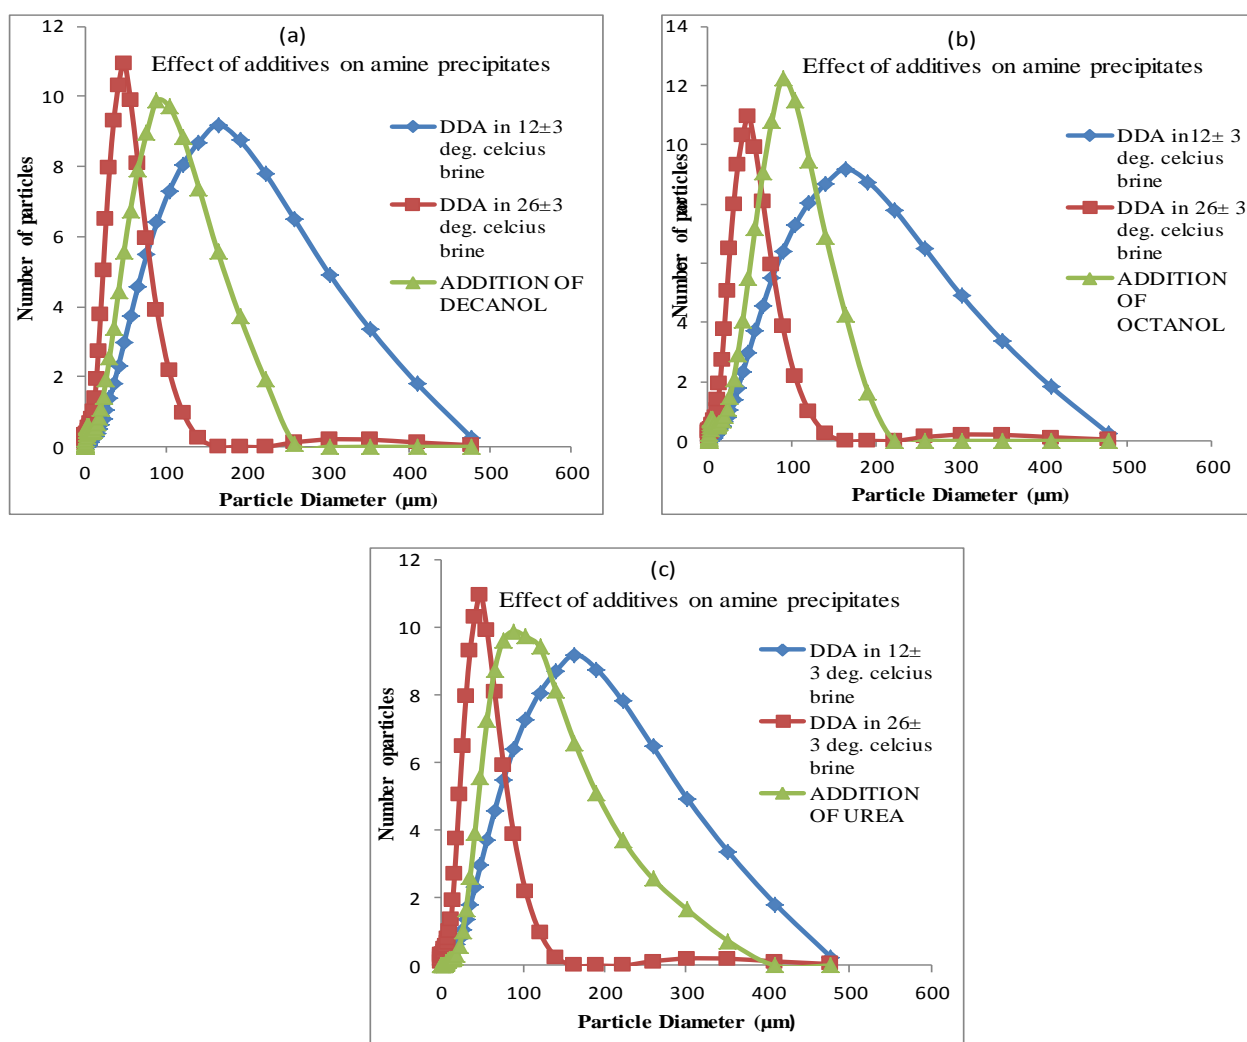 (a)
Effect of additives on amine precipitates
12
10
8
6
4
2
0
Number of particles
DDA in 12±3
deg. celcius
brine
DDA in 26±3
deg. celcius
brine
ADDITION OF
DECANOL
0 100 200 300 400 500 600
Particle Diameter (µm)
(b)
Effect of additives on amine precipitates
14
12
10
8
6
4
2
0
Number of particles
DDA in12± 3
deg. celcius
brine
DDA in 26± 3
deg. celcius
brine
ADDITION
OF
OCTANOL
0 100 200 300 400 500 600
Particle Diameter (µm)
(c)
Effect of additives on amine precipitates
12
10
8
6
4
2
0
Number oparticles
DDA in 12±
3 deg. celcius
brine
DDA in 26±
3 deg. celcius
brine
ADDITION
OF UREA
0 100 200 300 400 500 600
Particle Diameter (µm)